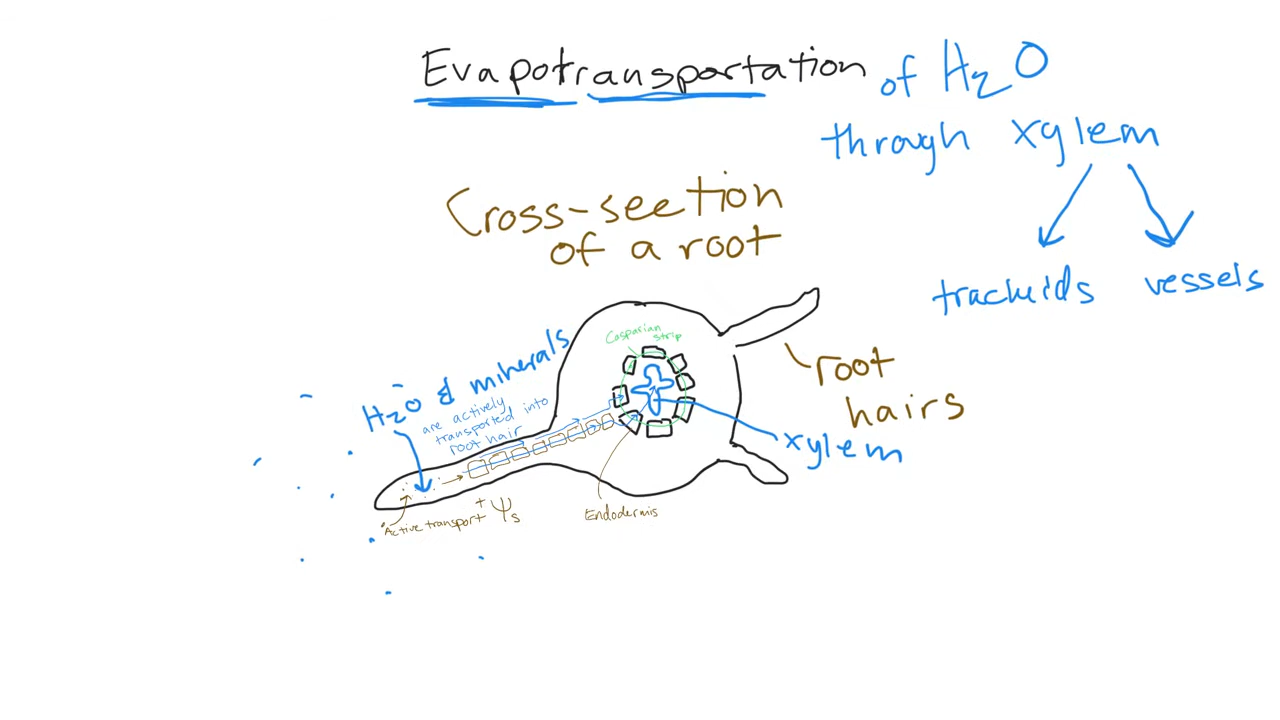 Evapotransportation of H₂O
through xylem
Cross-section
of a root
tracheids vessels
Casparian
strip
H₂O & minerals
are actively
transported into
root hair
root
hairs
xylem
Active transport
+ Ψs
Endodermis